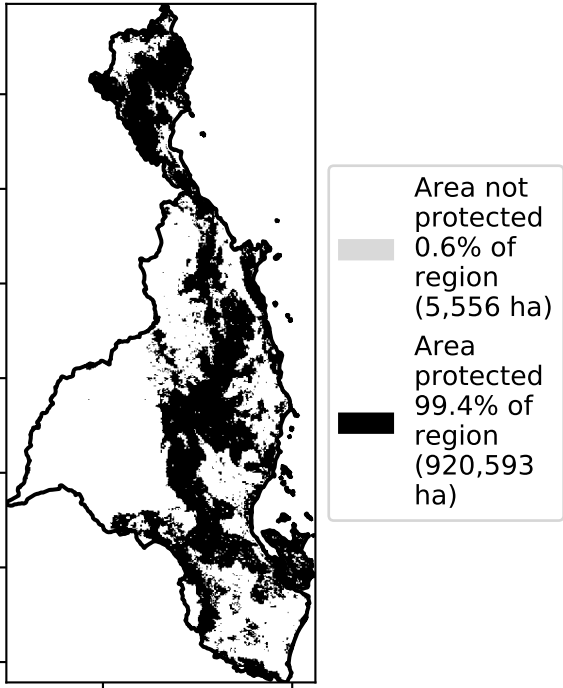 Area not
protected
0.6% of
region
(5,556 ha)
Area
protected
99.4% of
region
(920,593
ha)